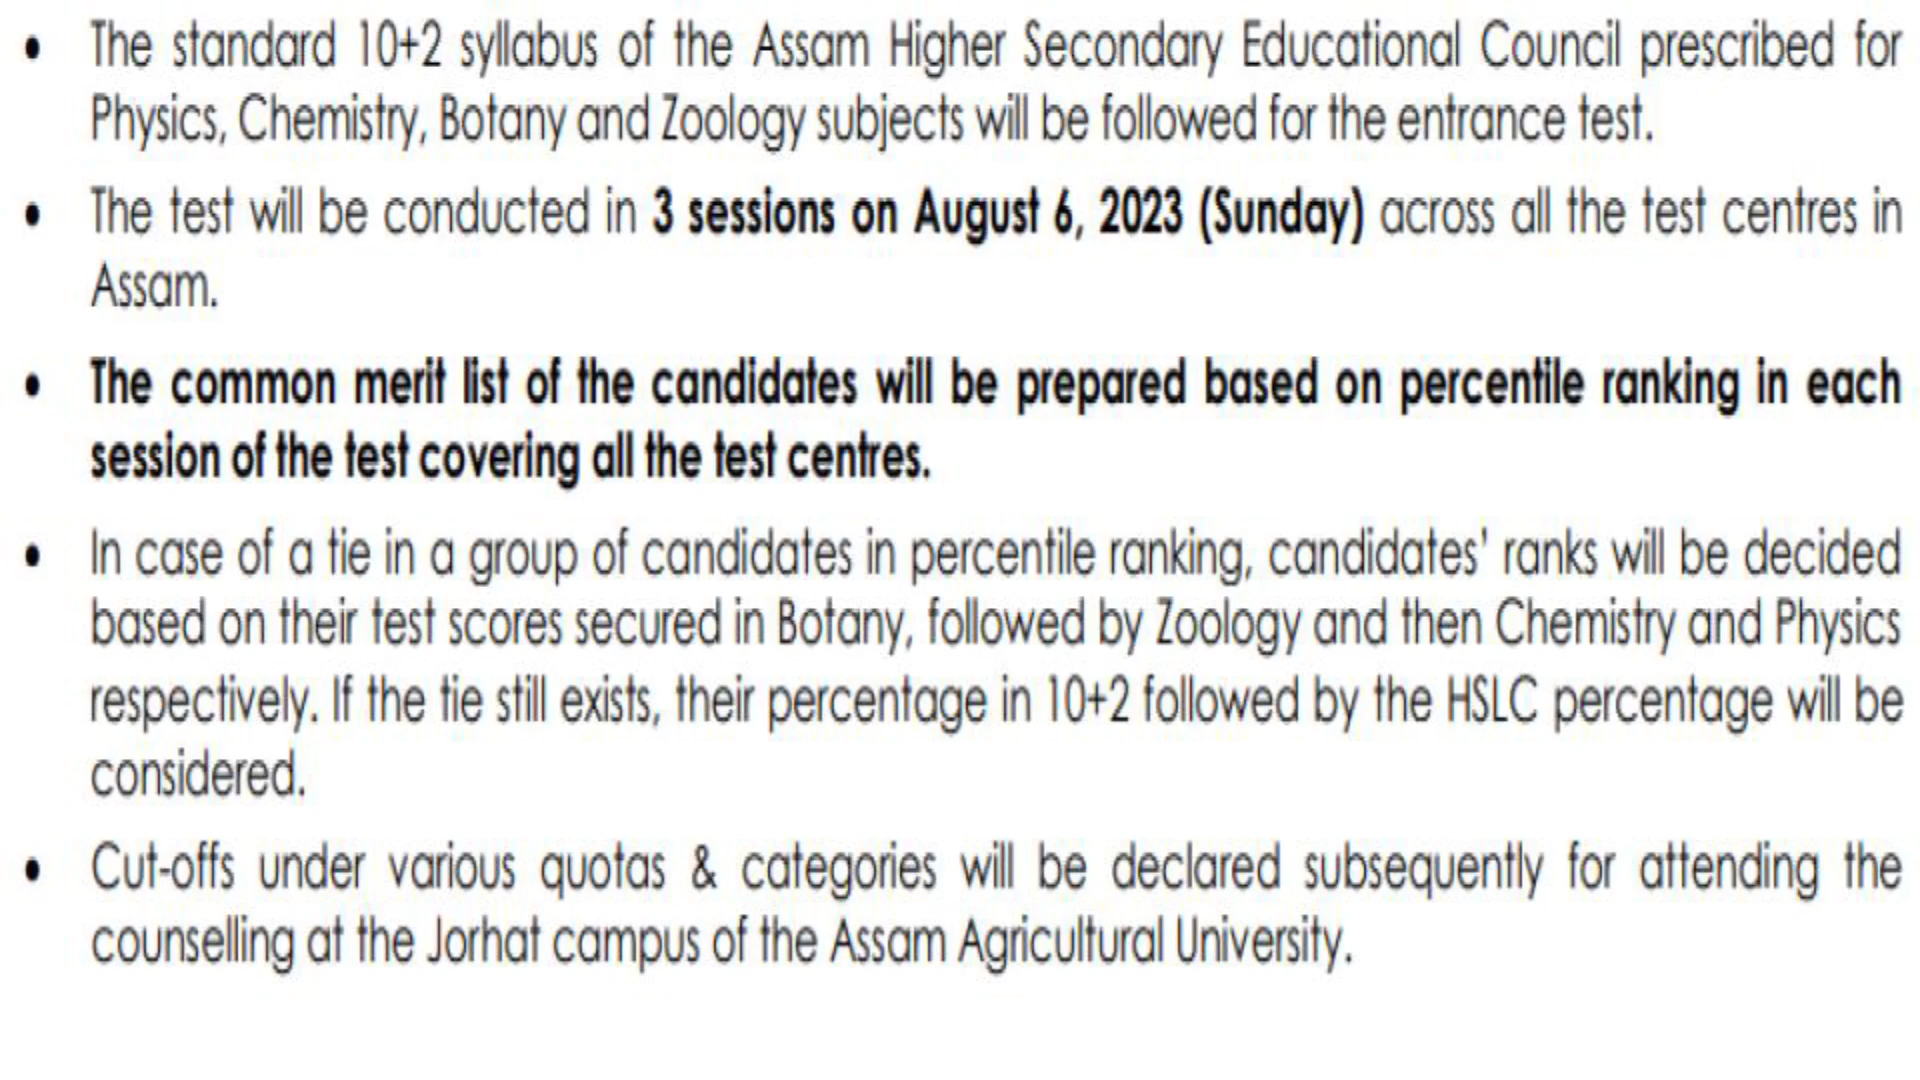 • The standard 10+2 syllabus of the Assam Higher Secondary Educational Council prescribed for
Physics, Chemistry, Botany and Zoology subjects will be followed for the entrance test.
• The test will be conducted in 3 sessions on August 6, 2023 (Sunday) across all the test centres in
Assam.
• The common merit list of the candidates will be prepared based on percentile ranking in each
session of the test covering all the test centres.
• In case of a tie in a group of candidates in percentile ranking, candidates’ ranks will be decided
based on their test scores secured in Botany, followed by Zoology and then Chemistry and Physics
respectively. If the tie still exists, their percentage in 10+2 followed by the HSLC percentage will be
considered.
• Cut-offs under various quotas & categories will be declared subsequently for attending the
counselling at the Jorhat campus of the Assam Agricultural University.